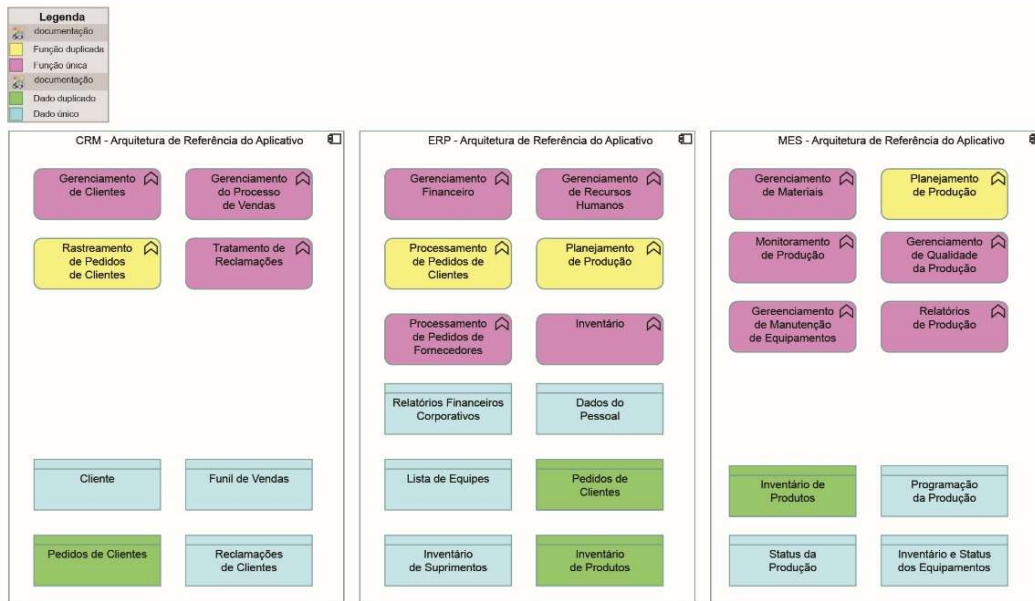 Legenda
documentação
Função duplicada
Função única
documentação
Dado duplicado
Dado único
CRM - Arquitetura de Referência do Aplicativo
Gerenciamento
de Clientes
Gerenciamento
do Processo
de Vendas
Rastreamento
de Pedidos
de Clientes
Tratamento de
Reclamações
Cliente
Funil de Vendas
Pedidos de Clientes
Reclamações
de Clientes
ERP - Arquitetura de Referência do Aplicativo
Gerenciamento
Financeiro
Gerenciamento
de Recursos
Humanos
Processamento
de Pedidos de
Clientes
Planejamento
de Produção
Processamento
de Pedidos de
Fornecedores
Inventário
Relatórios Financeiros
Corporativos
Dados do
Pessoal
Lista de Equipes
Pedidos de
Clientes
Inventário
de Suprimentos
Inventário
de Produtos
MES - Arquitetura de Referência do Aplicativo
Gerenciamento
de Materiais
Planejamento
de Produção
Monitoramento
de Produção
Gerenciamento
de Qualidade
da Produção
Gereenciamento
de Manutenção
de Equipamentos
Relatórios
de Produção
Inventário de
Produtos
Programação
da Produção
Status da
Produção
Inventário e Status
dos Equipamentos